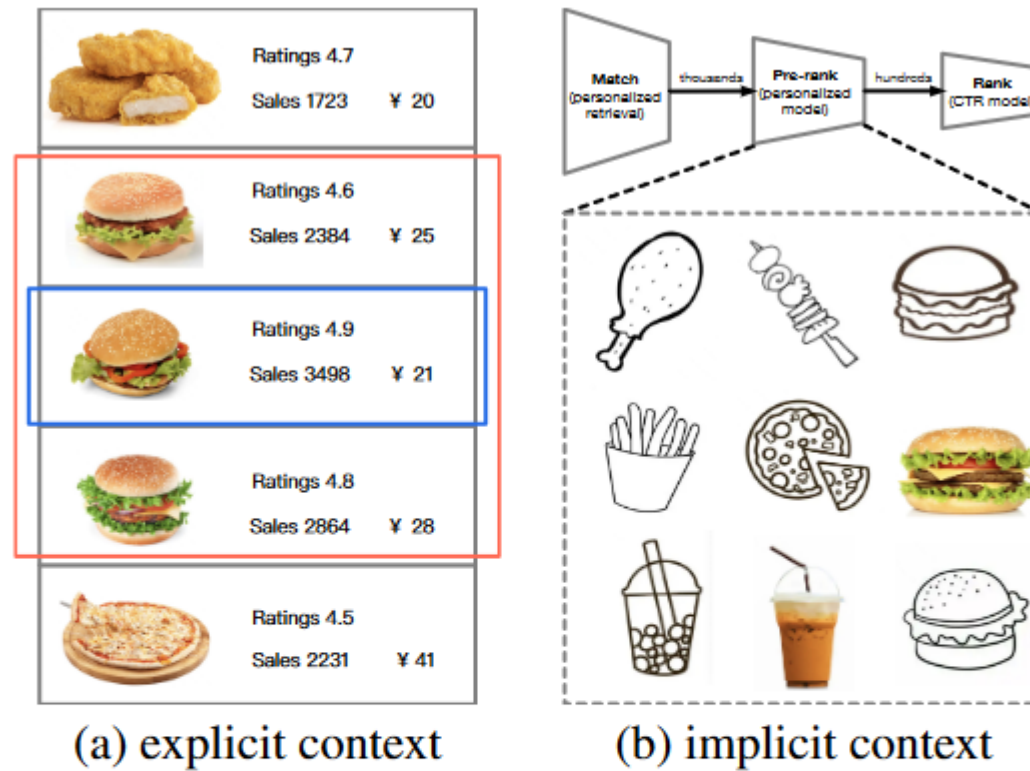 Ratings 4.7
Sales 1723 ¥ 20
Ratings 4.6
Sales 2384 ¥ 25
Ratings 4.9
Sales 3498 ¥ 21
Ratings 4.8
Sales 2864 ¥ 28
Ratings 4.5
Sales 2231 ¥ 41
(a) explicit context
Match
(personalized
retrieval)
thousands
Pre-rank
(personalized
model)
hundreds
Rank
(CTR model)
(b) implicit context